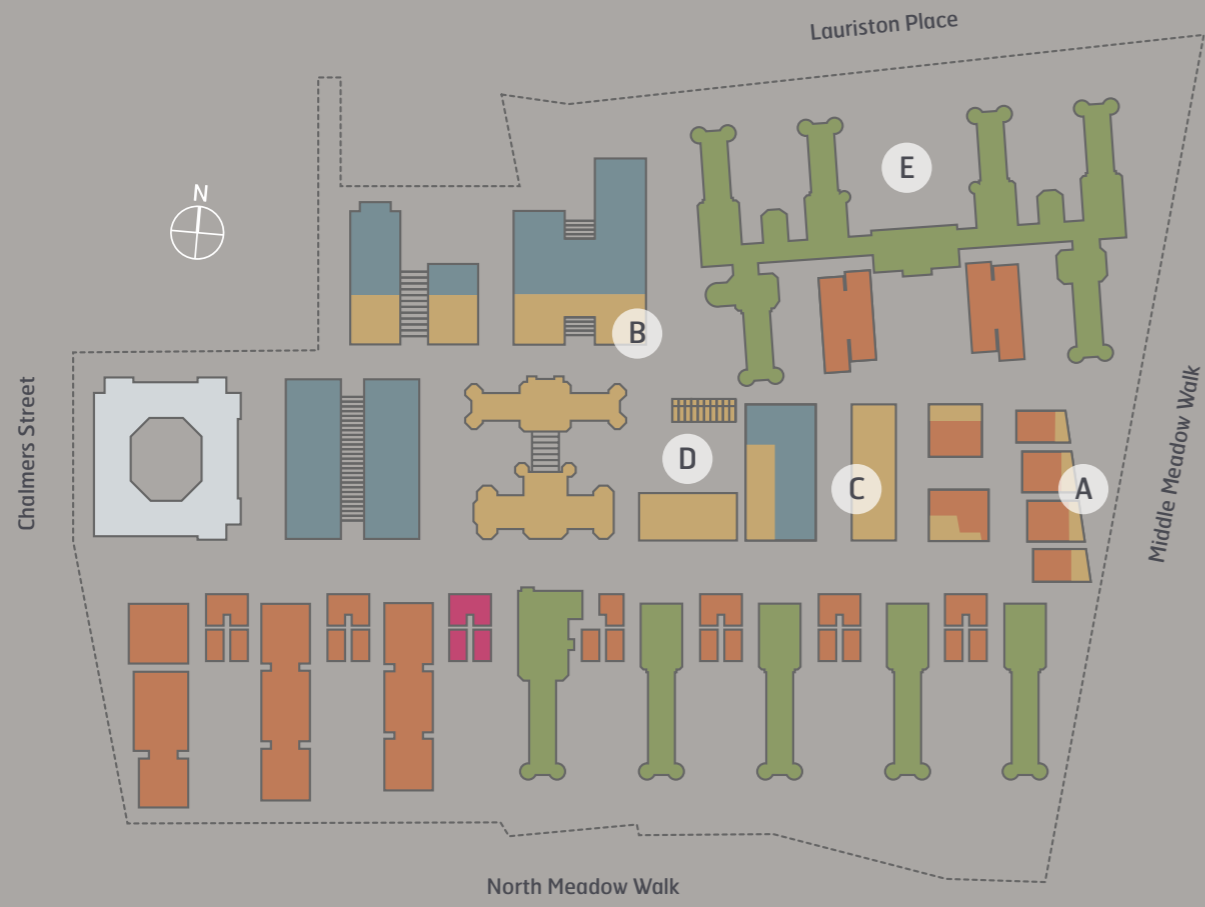 Lauriston Place
N
E
B
Chalmers Street
D
C
A
Middle Meadow Walk
North Meadow Walk